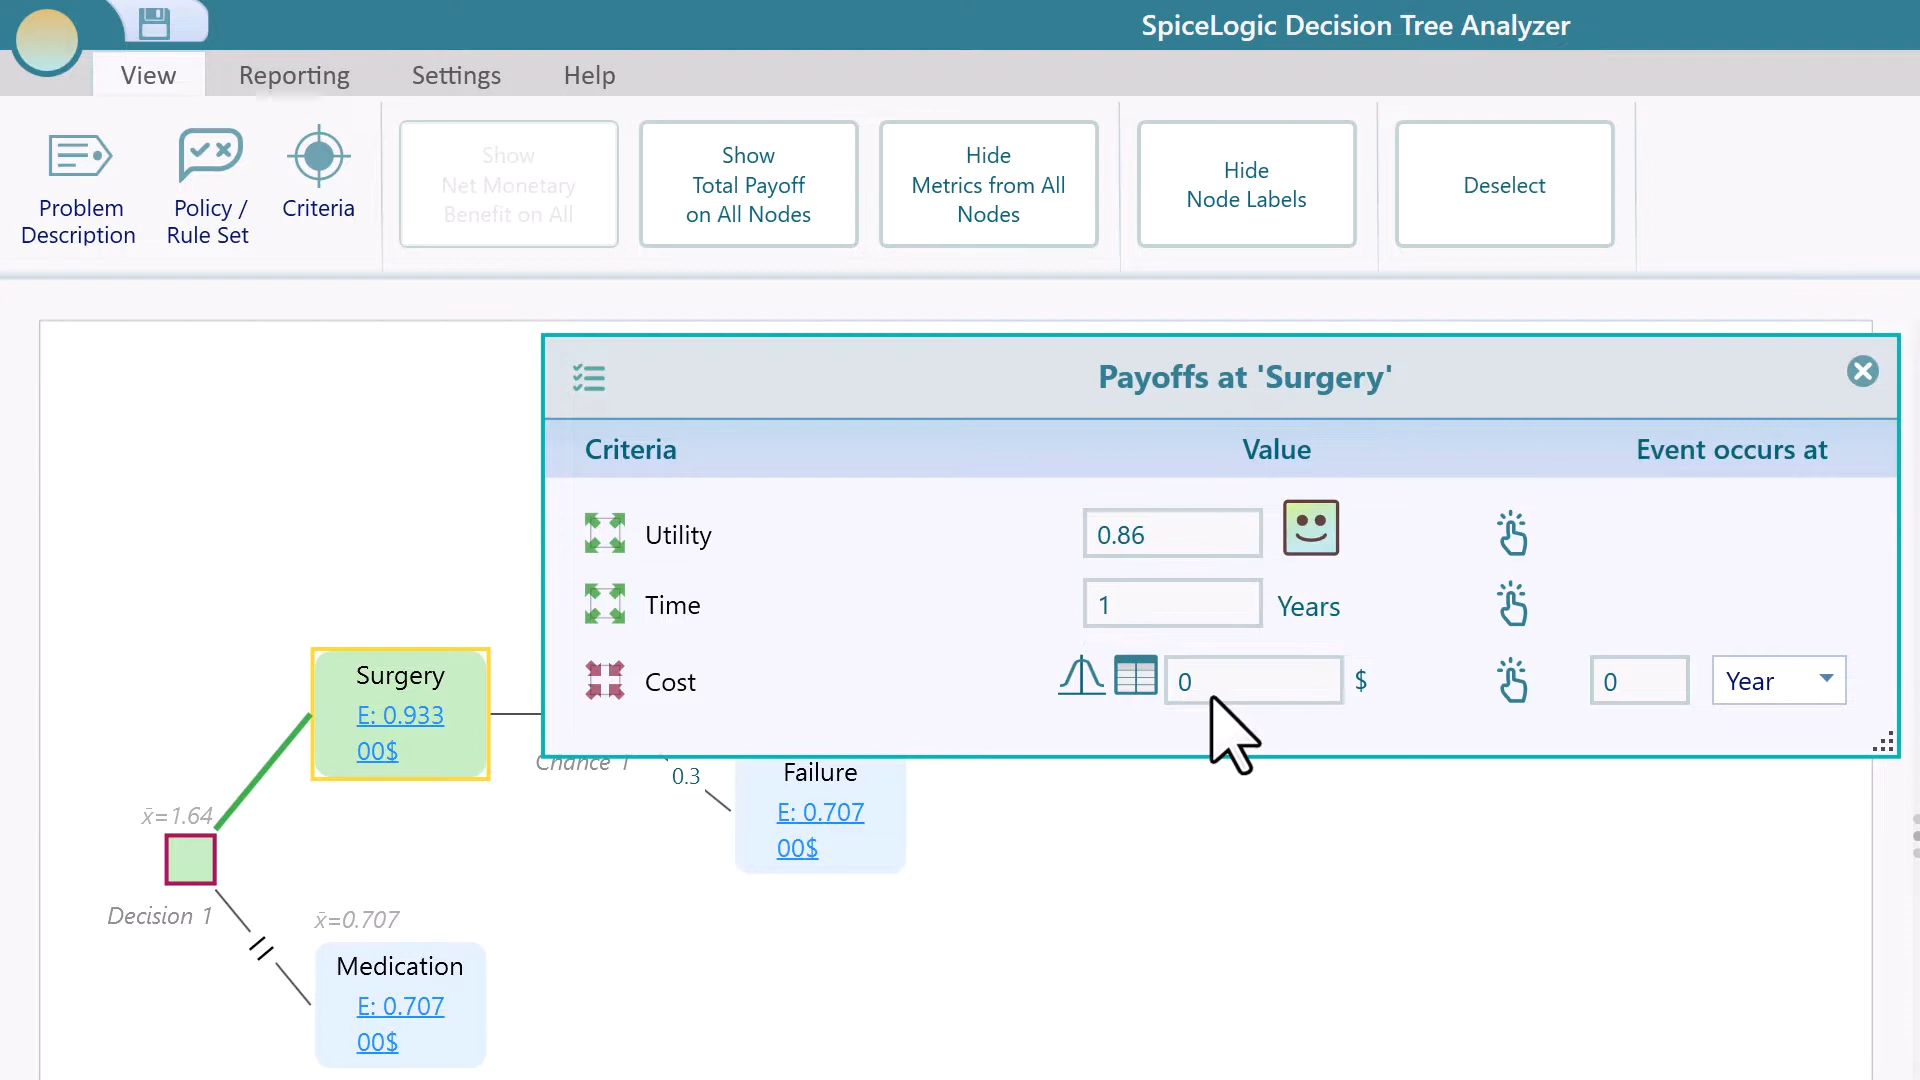 SpiceLogic Decision Tree Analyzer
View Reporting Settings Help
Problem
Description
Policy /
Rule Set
Criteria
Show
Net Monetary
Benefit on All
Show
Total Payoff
on All Nodes
Hide
Metrics from All
Nodes
Hide
Node Labels
Deselect
Payoffs at 'Surgery'
Criteria Value Event occurs at
Utility 0.86
Time 1 Years
Cost 0 $ 0 Year
Surgery
E: 0.933
00$
Chance 1
0.3
Failure
E: 0.707
00$
x̄=1.64
Decision 1
x̄=0.707
Medication
E: 0.707
00$